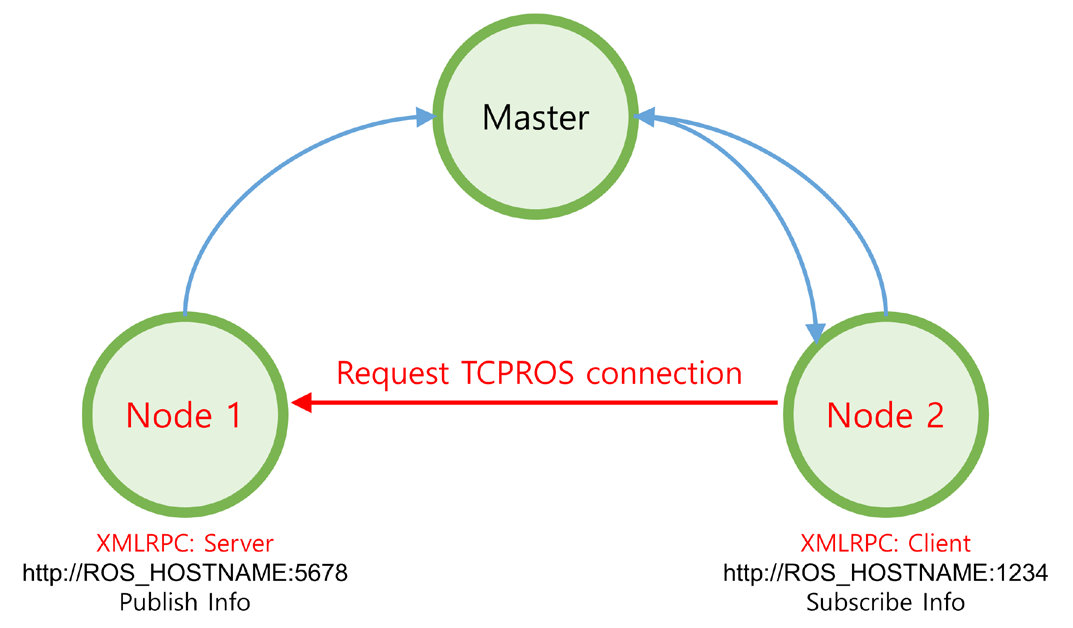 Master
Request TCPROS connection
Node 1
Node 2
XMLRPC: Server
http://ROS_HOSTNAME:5678
Publish Info
XMLRPC: Client
http://ROS_HOSTNAME:1234
Subscribe Info